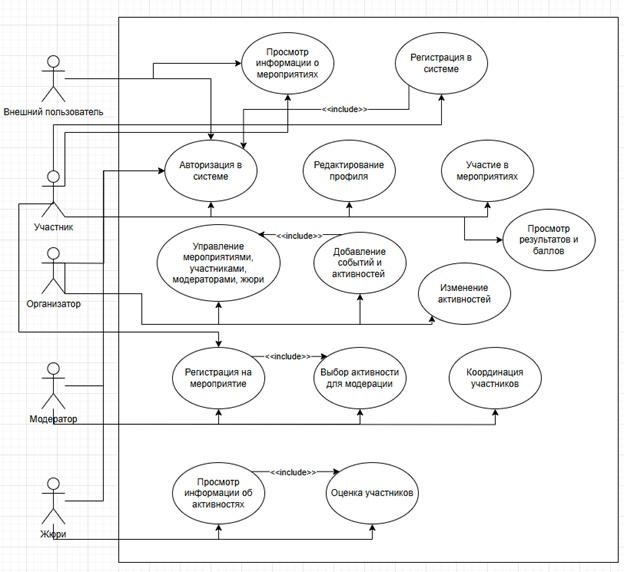 Просмотр
информации о
мероприятиях
Регистрация в
системе
Внешний пользователь
<<include>>
Авторизация в
системе
Редактирование
профиля
Участие в
мероприятиях
Участник
Просмотр
результатов и
баллов
Управление
мероприятиями,
участниками,
модераторами, жюри
<<include>>
Добавление
событий и
активностей
Организатор
Изменение
активностей
Регистрация на
мероприятие
<<include>>
Выбор активности
для модерации
Координация
участников
Модератор
Просмотр
информации об
активностях
<<include>>
Оценка участников
Жюри